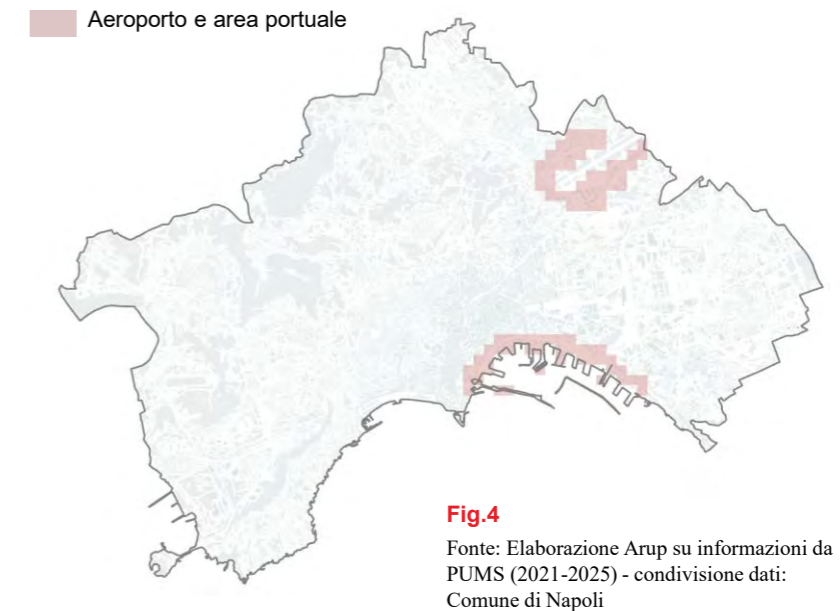 Aeroporto e area portuale
Fig.4
Fonte: Elaborazione Arup su informazioni da
PUMS (2021-2025) - condivisione dati:
Comune di Napoli